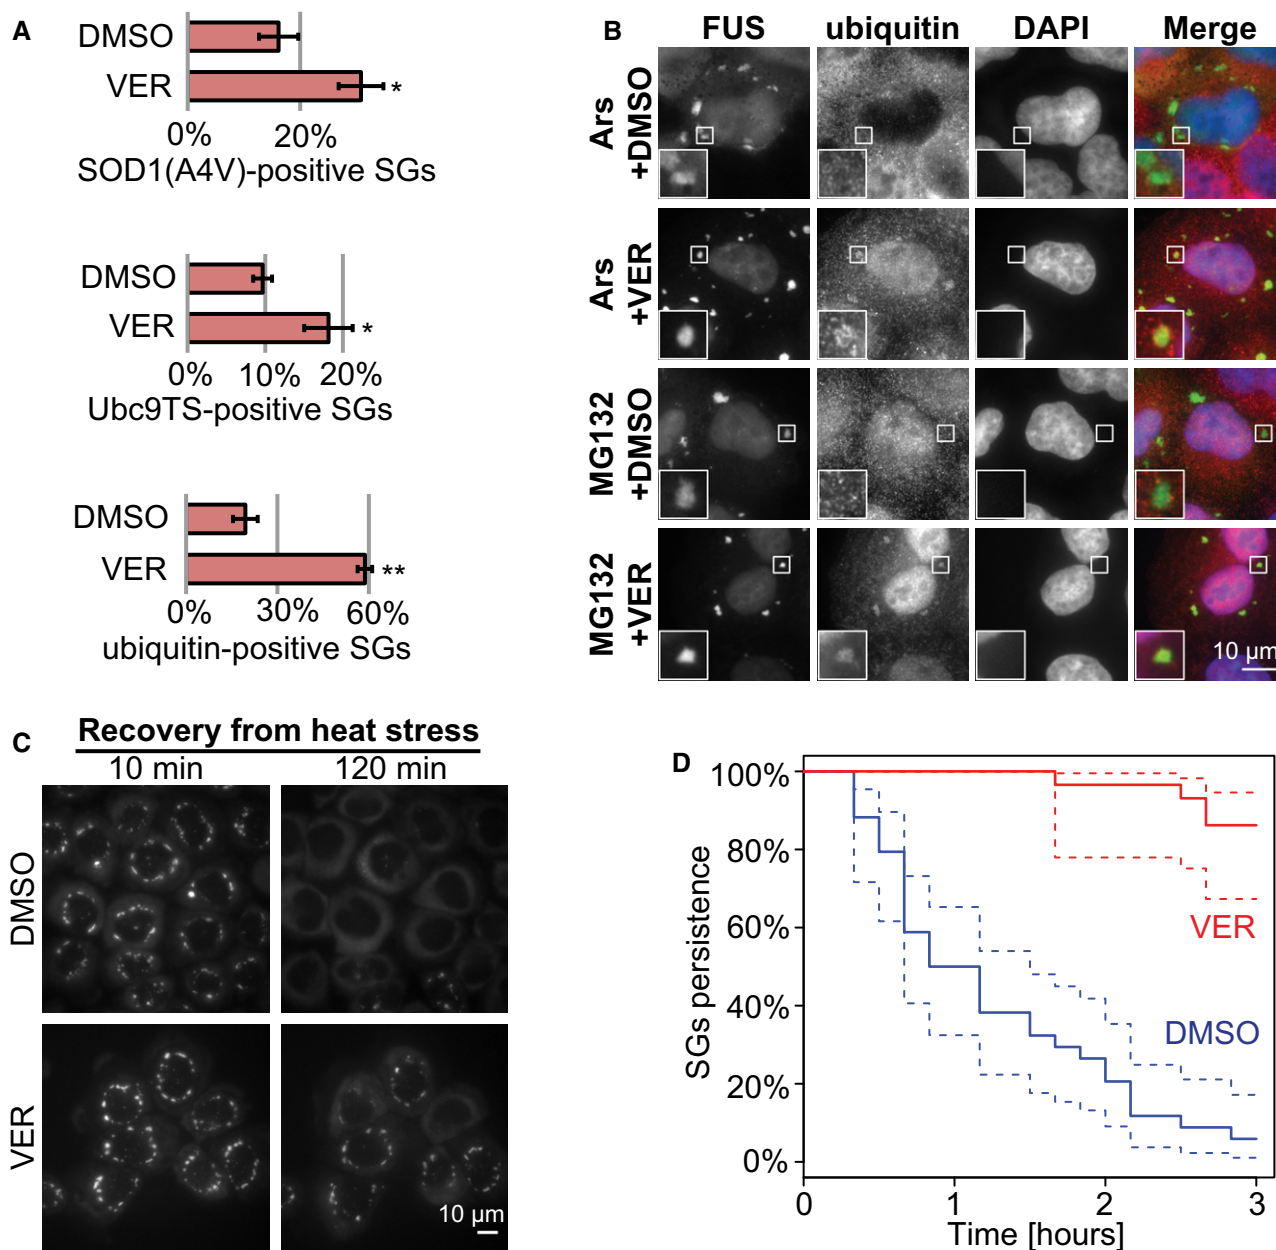 A
DMSO
VER
*
0% 20%
SOD1(A4V)-positive SGs
DMSO
VER
*
0% 10% 20%
Ubc9TS-positive SGs
DMSO
VER
**
0% 30% 60%
ubiquitin-positive SGs
B
FUS ubiquitin DAPI Merge
Ars
+DMSO
Ars
+VER
MG132
+DMSO
MG132
+VER
10 µm
C
Recovery from heat stress
10 min 120 min
DMSO
VER
10 µm
D
SGs persistence
100%
80%
60%
40%
20%
0%
VER
DMSO
0 1 2 3
Time [hours]